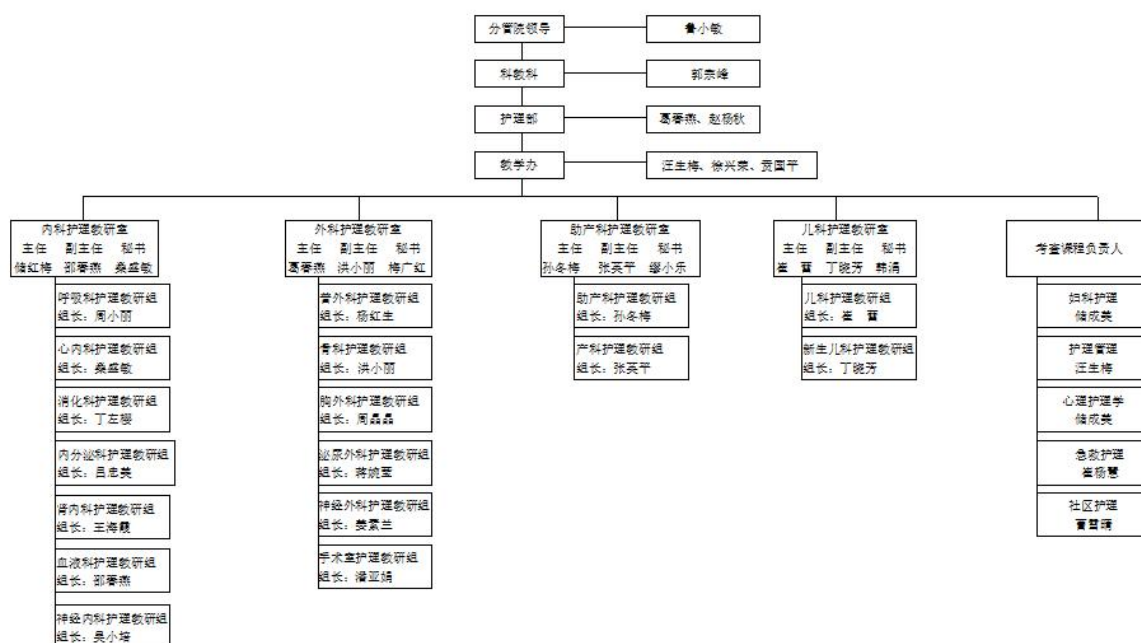 分管院领导
鲁小敏
科教科
郭宗峰
护理部
葛春燕、赵杨秋
教学办
汪生梅、徐兴荣、贡国平
内科护理教研室
主任 副主任 秘书
储红梅 邵春燕 桑盛敏
呼吸科护理教研组
组长：周小丽
心内科护理教研组
组长：桑盛敏
消化科护理教研组
组长：丁左樱
内分泌科护理教研组
组长：吕忠美
肾内科护理教研组
组长：王海霞
血液科护理教研组
组长：邵春燕
神经内科护理教研组
组长：吴小培
外科护理教研室
主任 副主任 秘书
葛春燕 洪小丽 梅广红
普外科护理教研组
组长：杨红生
骨科护理教研组
组长：洪小丽
胸外科护理教研组
组长：周晶晶
泌尿外科护理教研组
组长：蒋婉莹
神经外科护理教研组
组长：姜素兰
手术室护理教研组
组长：潘亚娟
助产科护理教研室
主任 副主任 秘书
孙冬梅 张英平 缪小乐
助产科护理教研组
组长：孙冬梅
产科护理教研组
组长：张英平
儿科护理教研室
主任 副主任 秘书
崔 蕾 丁晓芳 韩涓
儿科护理教研组
组长：崔 蕾
新生儿科护理教研组
组长：丁晓芳
考查课程负责人
妇科护理
储成美
护理管理
汪生梅
心理护理学
储成美
急救护理
崔杨慧
社区护理
曹雪晴